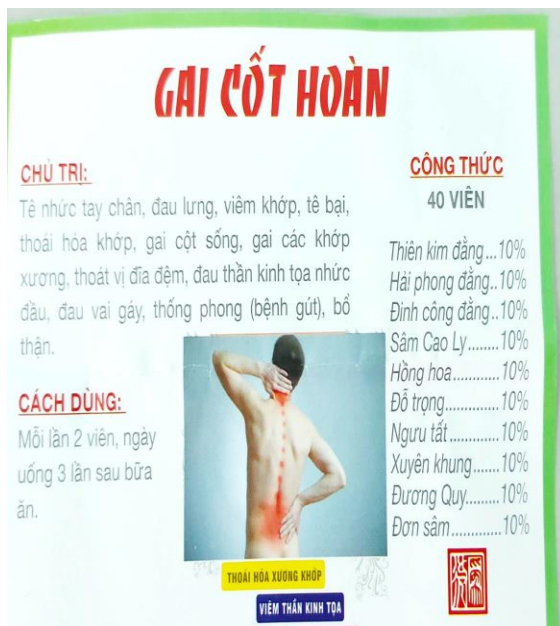 GAI CỐT HOÀN
CHỦ TRỊ:
Tê nhức tay chân, đau lưng, viêm khớp, tê bại,
thoái hóa khớp, gai cột sống, gai các khớp
xương, thoát vị đĩa đệm, đau thần kinh tọa nhức
đầu, đau vai gáy, thống phong (bệnh gút), bổ
thận.
CÁCH DÙNG:
Mỗi lần 2 viên, ngày
uống 3 lần sau bữa
ăn.
CÔNG THỨC
40 VIÊN
Thiên kim đằng...10%
Hải phong đằng..10%
Đinh công đằng..10%
Sâm Cao Ly........10%
Hồng hoa............10%
Đỗ trọng..............10%
Ngưu tất.............10%
Xuyên khung.......10%
Đương Quy.........10%
Đơn sâm.............10%
THOÁI HÓA XƯƠNG KHỚP
VIÊM THẦN KINH TỌA